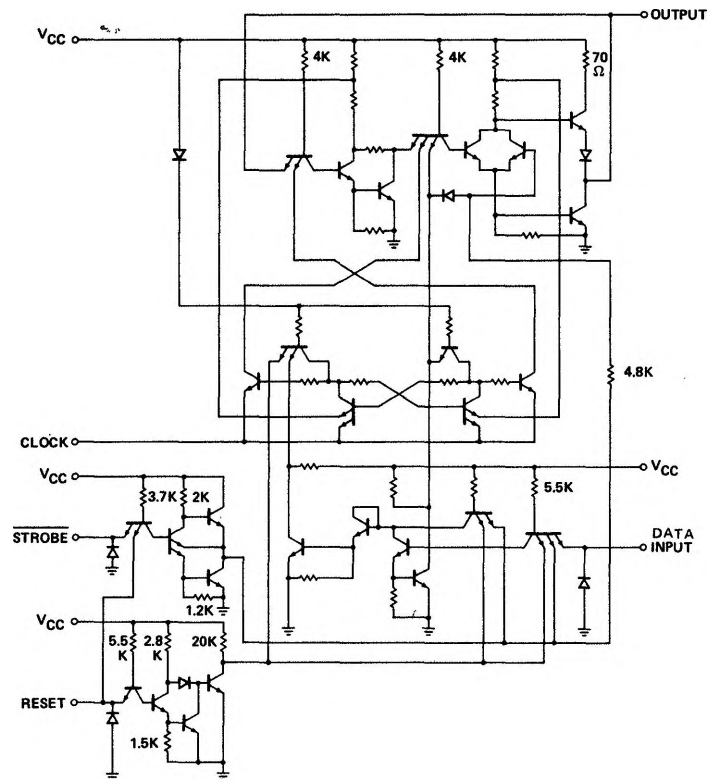 OUTPUT
VCC
4K
4K
70
Ω
4.8K
CLOCK
VCC
VCC
3.7K
2K
5.5K
STROBE
DATA
INPUT
1.2K
VCC
5.5
K
2.8
K
20K
RESET
1.5K